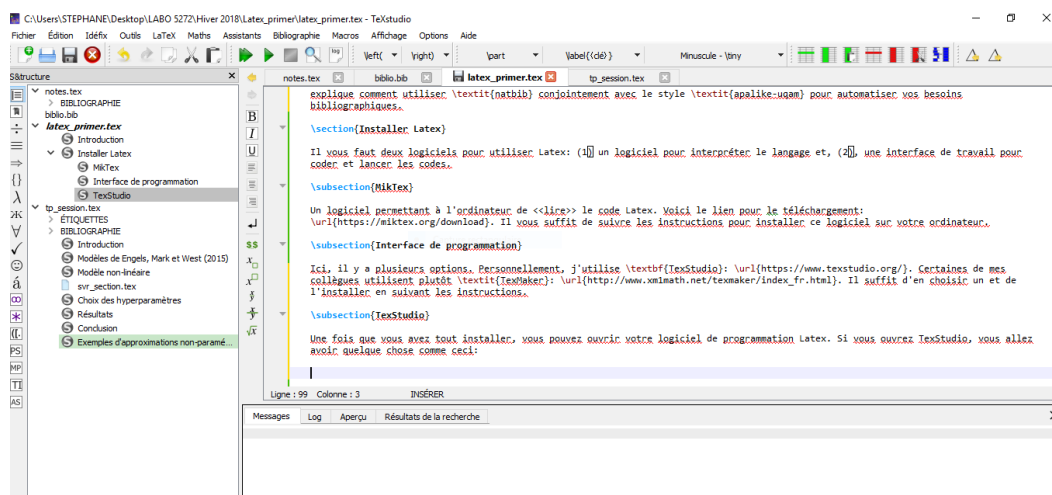 C:\Users\STEPHANE\Desktop\LABO 5272\Hiver 2018\Latex_primer\latex_primer.tex - TeXstudio
Fichier Édition Idéfix Outils LaTeX Maths Assistants Bibliographie Macros Affichage Options Aide
\left( \right) \part \label{(clé)} Minuscule - \tiny
Sătructure
notes.tex biblio.bib latex_primer.tex tp_session.tex
notes.tex
BIBLIOGRAPHIE
biblio.bib
latex_primer.tex
Introduction
Installer Latex
MikTex
Interface de programmation
TexStudio
tp_session.tex
ÉTIQUETTES
BIBLIOGRAPHIE
Introduction
Modèles de Engels, Mark et West (2015)
Modèle non-linéaire
svr_section.tex
Choix des hyperparamètres
Résultats
Conclusion
Exemples d'approximations non-paramé...
explique comment utiliser \textit{natbib} conjointement avec le style \textit{apalike-uqam} pour automatiser vos besoins
bibliographiques.
\section{Installer Latex}
Il vous faut deux logiciels pour utiliser Latex: (1) un logiciel pour interpréter le langage et, (2), une interface de travail pour
coder et lancer les codes.
\subsection{MikTex}
Un logiciel permettant à l'ordinateur de <<lire>> le code Latex. Voici le lien pour le téléchargement:
\url{https://miktex.org/download}. Il vous suffit de suivre les instructions pour installer ce logiciel sur votre ordinateur.
\subsection{Interface de programmation}
Ici, il y a plusieurs options. Personnellement, j'utilise \textbf{TexStudio}: \url{https://www.texstudio.org/}. Certaines de mes
collègues utilisent plutôt \textit{TexMaker}: \url{http://www.xm1math.net/texmaker/index_fr.html}. Il suffit d'en choisir un et de
l'installer en suivant les instructions.
\subsection{TexStudio}
Une fois que vous avez tout installer, vous pouvez ouvrir votre logiciel de programmation Latex. Si vous ouvrez TexStudio, vous allez
avoir quelque chose comme ceci:
Ligne : 99 Colonne : 3 INSÉRER
Messages Log Aperçu Résultats de la recherche